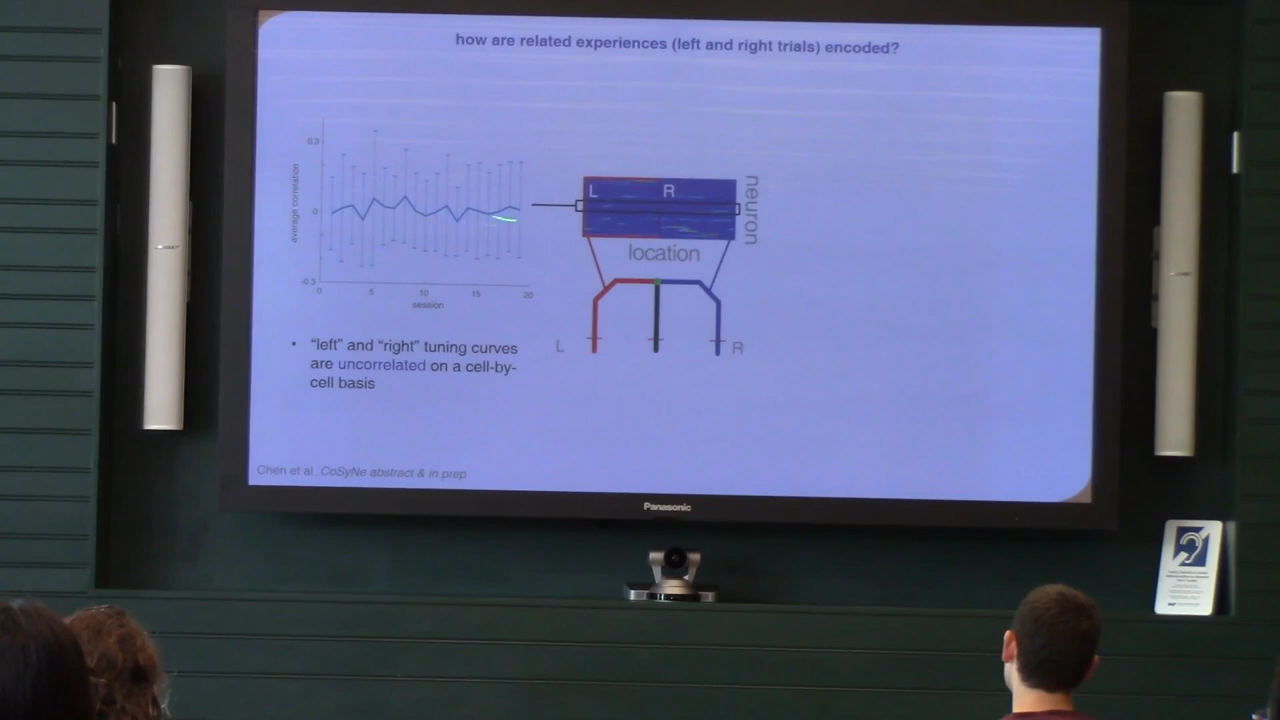 how are related experiences (left and right trials) encoded?
0.3
0
-0.3
average correlation
0
5
10
15
20
session
L
R
neuron
location
L
R
• "left" and "right" tuning curves
are uncorrelated on a cell-by-
cell basis
Chen et al. CoSyNe abstract & in prep
Panasonic